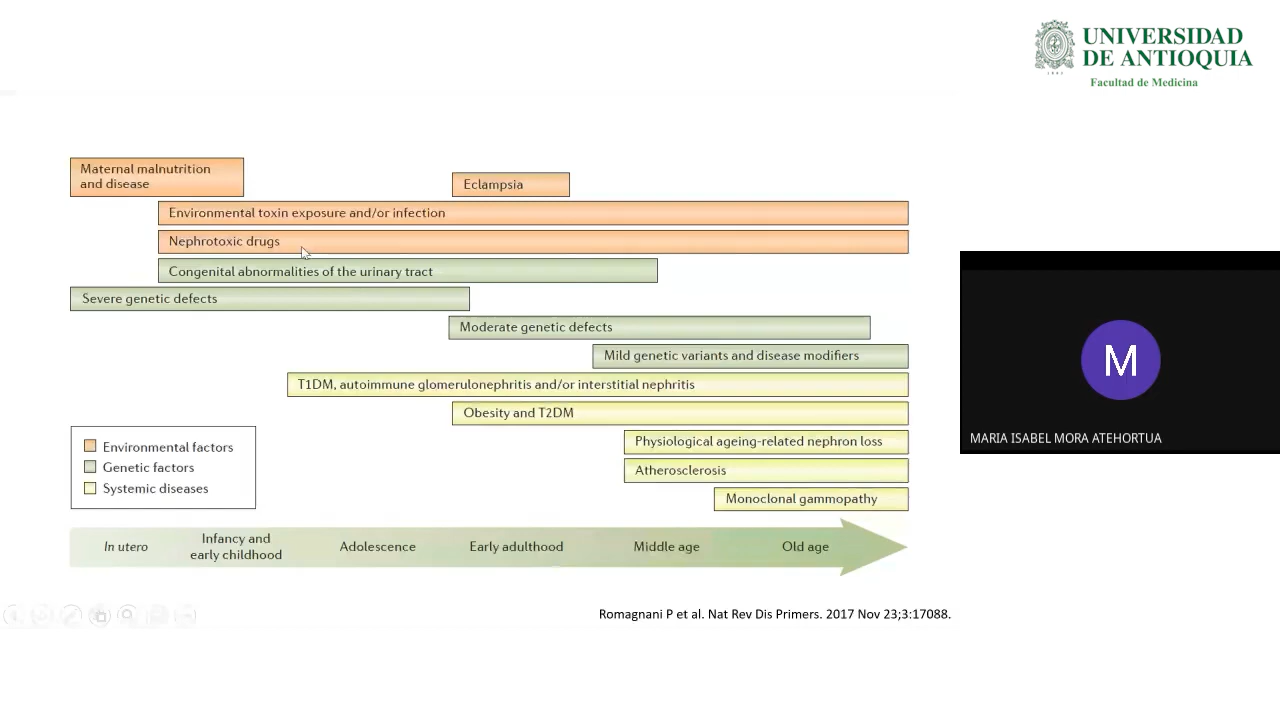 UNIVERSIDAD
DE ANTIOQUIA
1803
Facultad de Medicina
Maternal malnutrition
and disease
Eclampsia
Environmental toxin exposure and/or infection
Nephrotoxic drugs
Congenital abnormalities of the urinary tract
Severe genetic defects
Moderate genetic defects
Mild genetic variants and disease modifiers
T1DM, autoimmune glomerulonephritis and/or interstitial nephritis
Obesity and T2DM
Physiological ageing-related nephron loss
Atherosclerosis
Monoclonal gammopathy
Environmental factors
Genetic factors
Systemic diseases
In utero
Infancy and
early childhood
Adolescence
Early adulthood
Middle age
Old age
Romagnani P et al. Nat Rev Dis Primers. 2017 Nov 23;3:17088.
M
MARIA ISABEL MORA ATEHORTUA